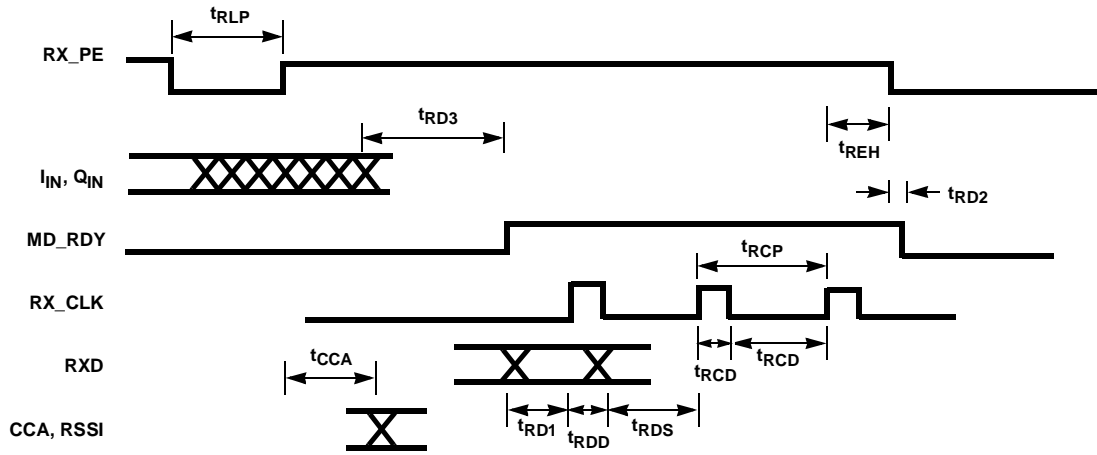 tRLP
RX_PE
tRD3
tREH
IIN, QIN
tRD2
MD_RDY
tRCP
RX_CLK
RXD
tCCA
tRCD
tRCD
tRD1
tRDD
tRDS
CCA, RSSI